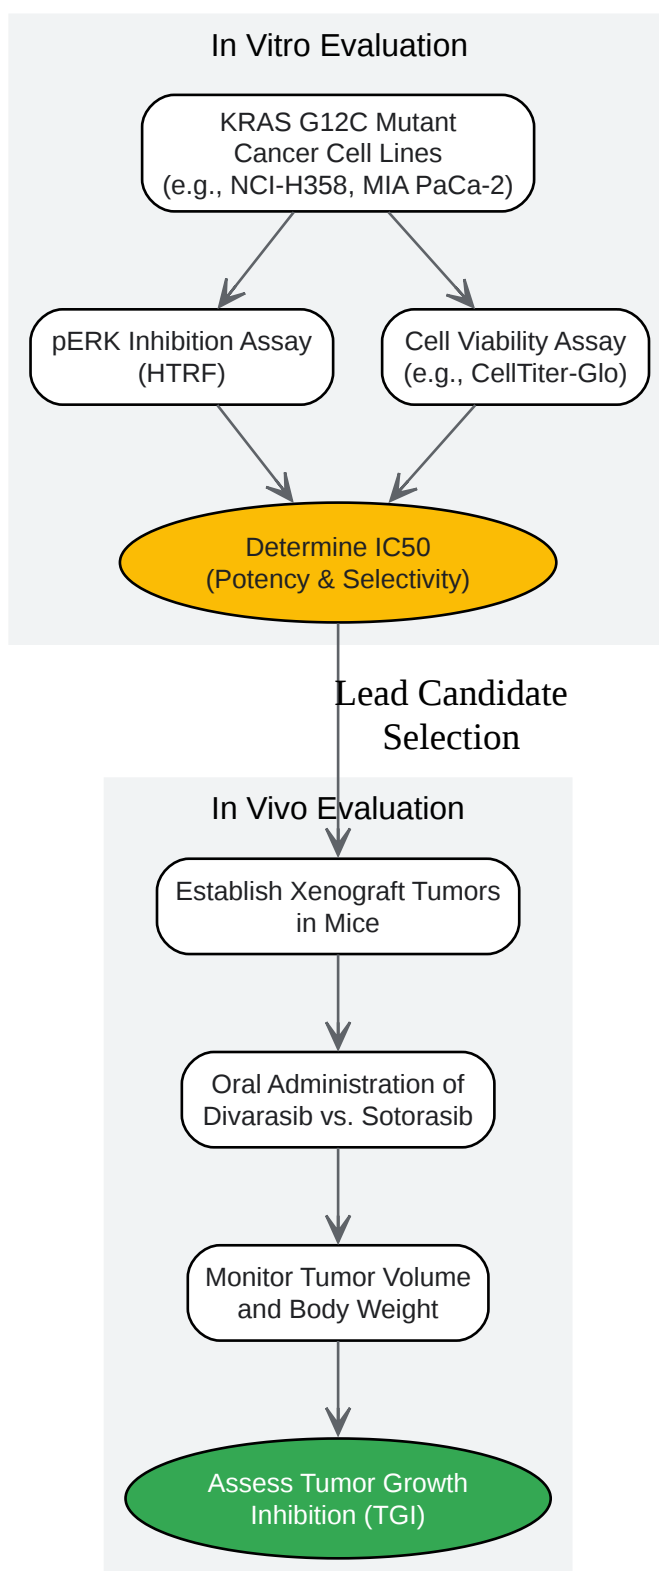 In Vitro Evaluation
KRAS G12C Mutant
Cancer Cell Lines
(e.g., NCI-H358, MIA PaCa-2)
pERK Inhibition Assay
(HTRF)
Cell Viability Assay
(e.g., CellTiter-Glo)
Determine IC50
(Potency & Selectivity)
Lead Candidate
Selection
In Vivo Evaluation
Establish Xenograft Tumors
in Mice
Oral Administration of
Divarasib vs. Sotorasib
Monitor Tumor Volume
and Body Weight
Assess Tumor Growth
Inhibition (TGI)